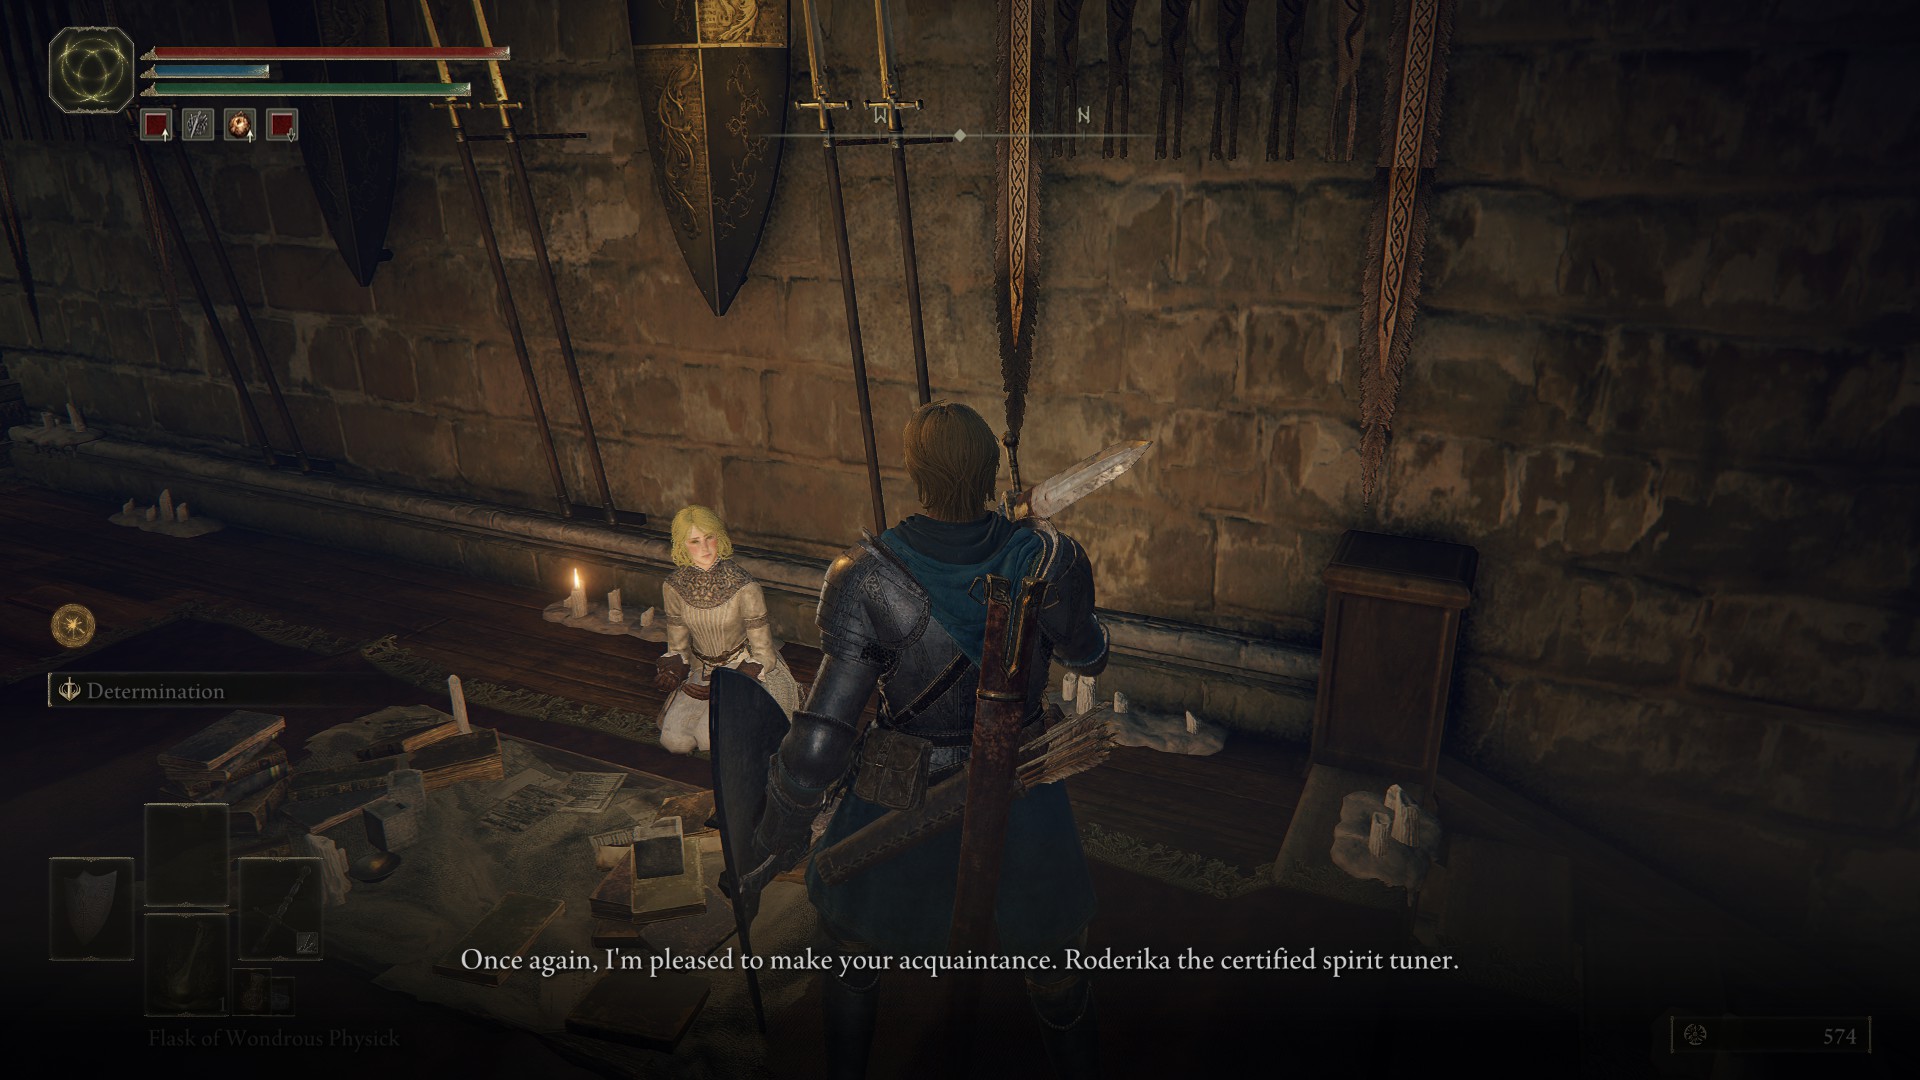 W
N
Determination
1
Flask of Wondrous Physick
Once again, I'm pleased to make your acquaintance. Roderika the certified spirit tuner.
574